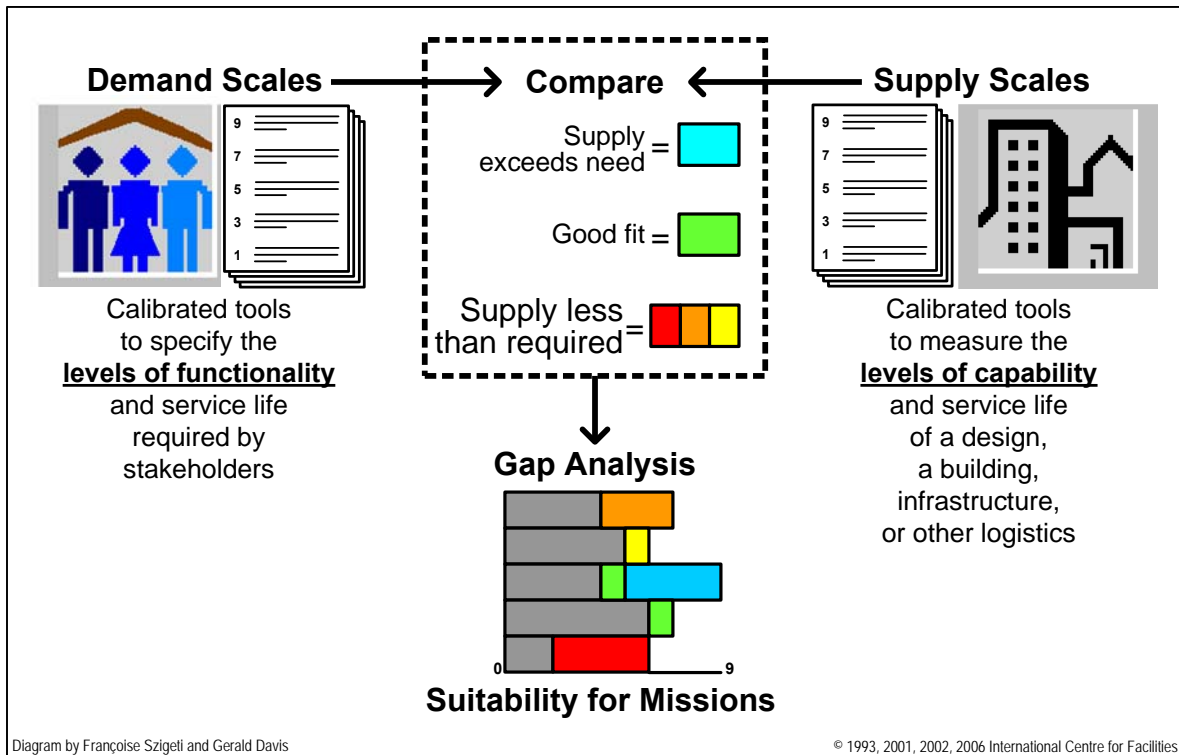 Demand Scales
Compare
Supply Scales
9
7
5
3
1
Supply
exceeds need =
Good fit =
Supply less
than required =
9
7
5
3
1
Calibrated tools
to specify the
levels of functionality
and service life
required by
stakeholders
Calibrated tools
to measure the
levels of capability
and service life
of a design,
a building,
infrastructure,
or other logistics
Gap Analysis
0
9
Suitability for Missions
Diagram by Françoise Szigeti and Gerald Davis
© 1993, 2001, 2002, 2006 International Centre for Facilities